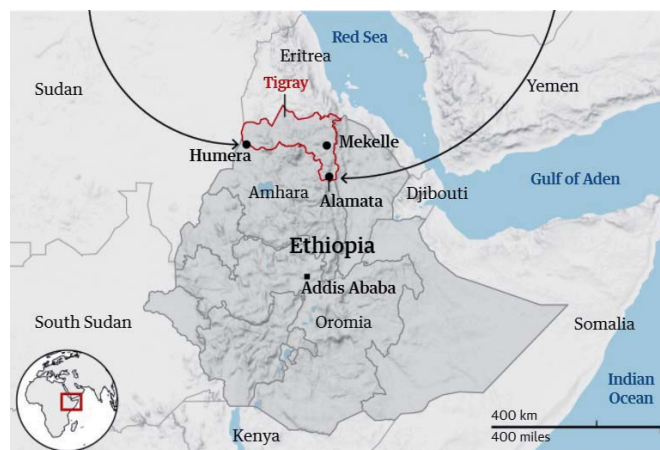 Red Sea
Eritrea
Sudan
Tigray
Yemen
Humera
Mekelle
Amhara
Djibouti
Gulf of Aden
Alamata
Ethiopia
Addis Ababa
South Sudan
Oromia
Somalia
Indian
Ocean
400 km
400 miles
Kenya